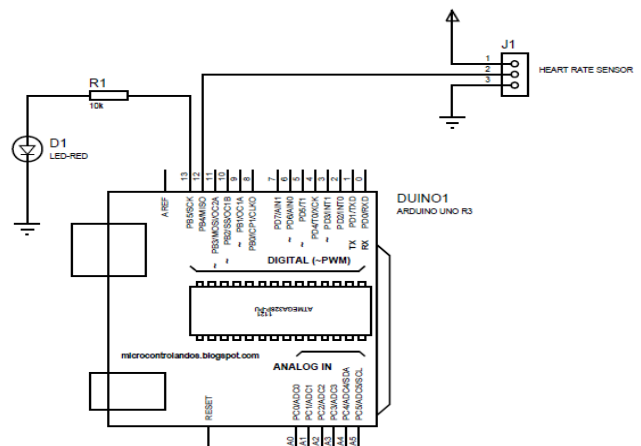 J1
1
2
3
HEART RATE SENSOR
R1
10k
D1
LED-RED
13
12
11
10
9
8
7
6
5
4
3
2
1
0
AREF
PB5/SCK
PB4/MISO
~ PB3/MOSI/OC2A
~ PB2/SS/OC1B
~ PB1/OC1A
PB0/ICP1/CLKO
PD7/AIN1
~ PD6/AIN0
~ PD5/T1
PD4/T0/XCK
~ PD3/INT1
PD2/INT0
TX PD1/TXD
RX PD0/RXD
DUINO1
ARDUINO UNO R3
DIGITAL (~PWM)
ATMEGA328P-PU
1121
microcontrolandos.blogspot.com
ANALOG IN
RESET
PC0/ADC0
PC1/ADC1
PC2/ADC2
PC3/ADC3
PC4/ADC4/SDA
PC5/ADC5/SCL
A0
A1
A2
A3
A4
A5